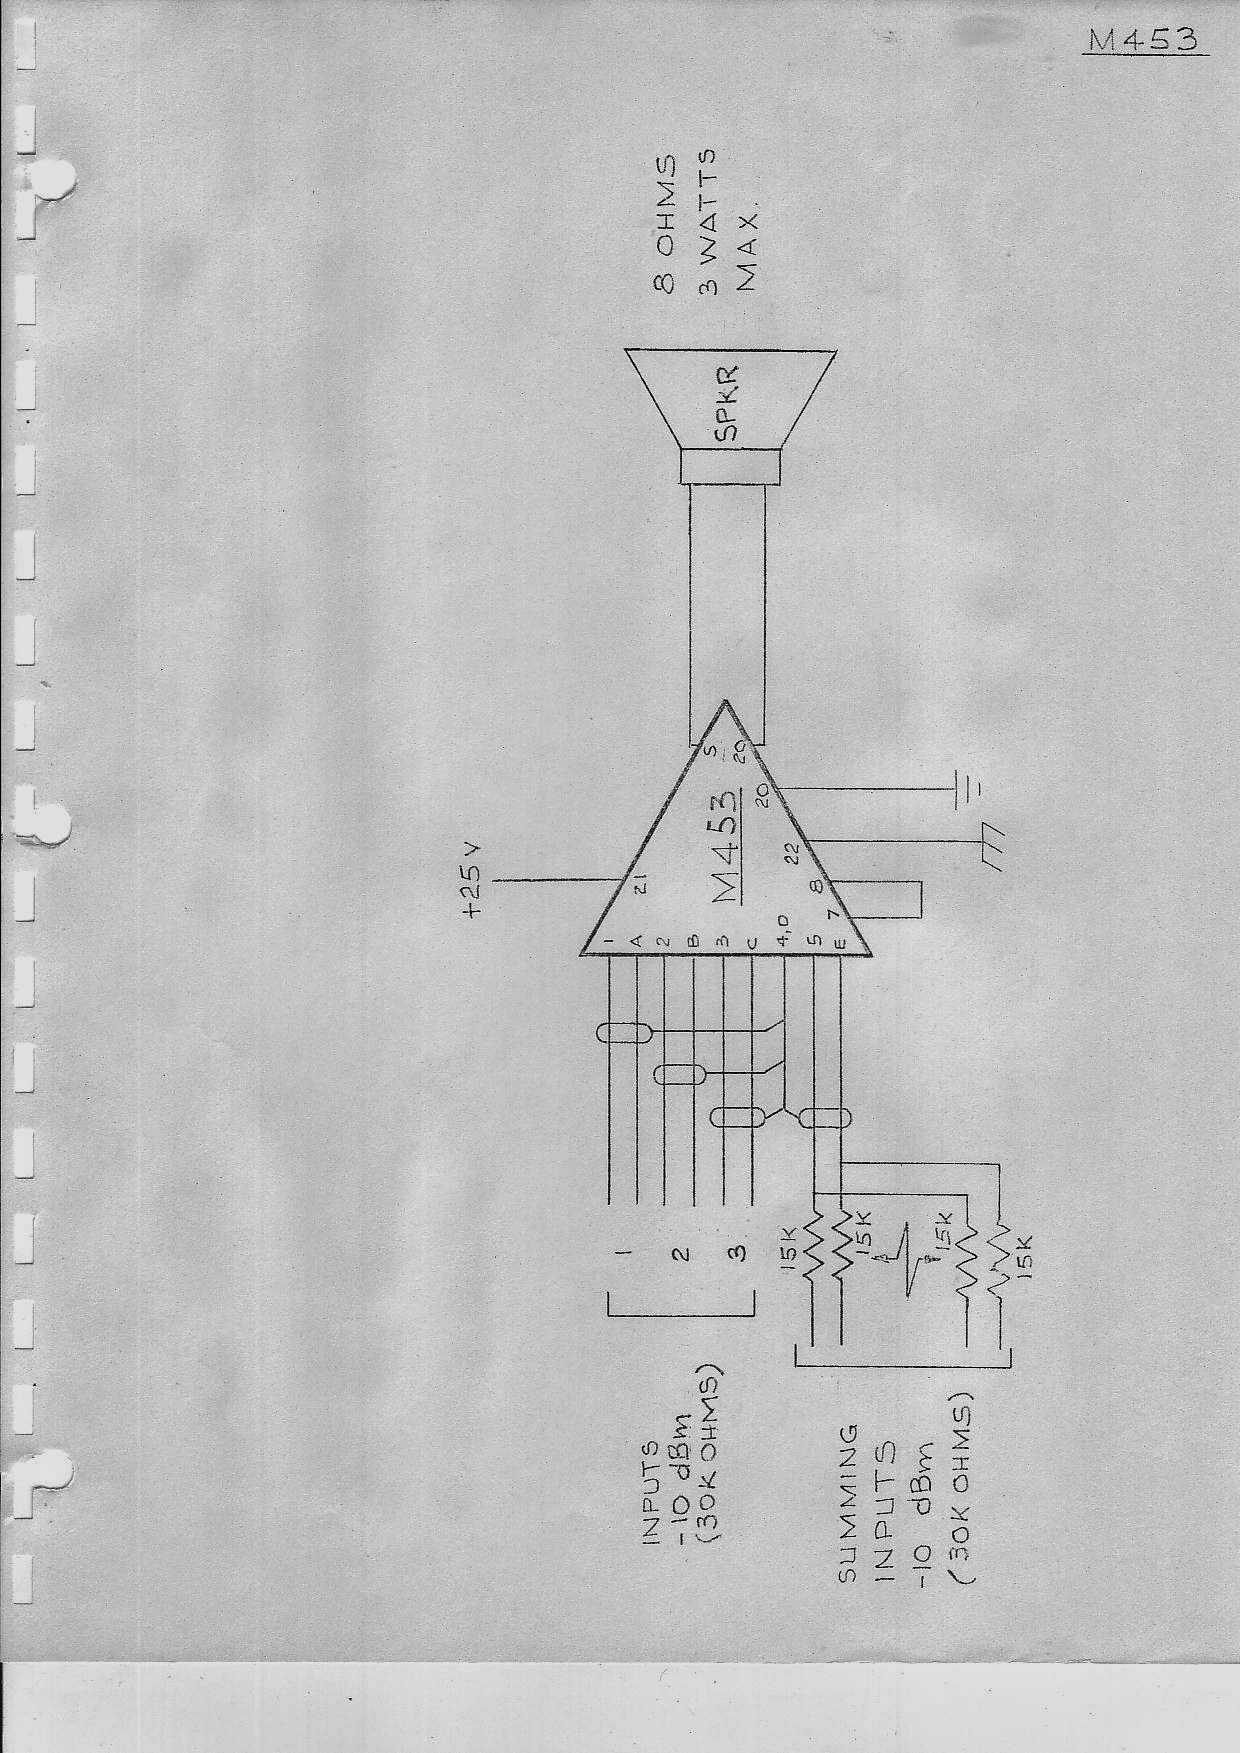 M453
8 OHMS
3 WATTS
MAX.
SPKR
+25V
21
S
20
20
22
8
7
M453
1
A
2
B
3
C
4,D
5
E
1
2
3
15K
15K
15K
15K
INPUTS
-10 dBm
(30K OHMS)
SUMMING
INPUTS
-10 dBm
(30K OHMS)